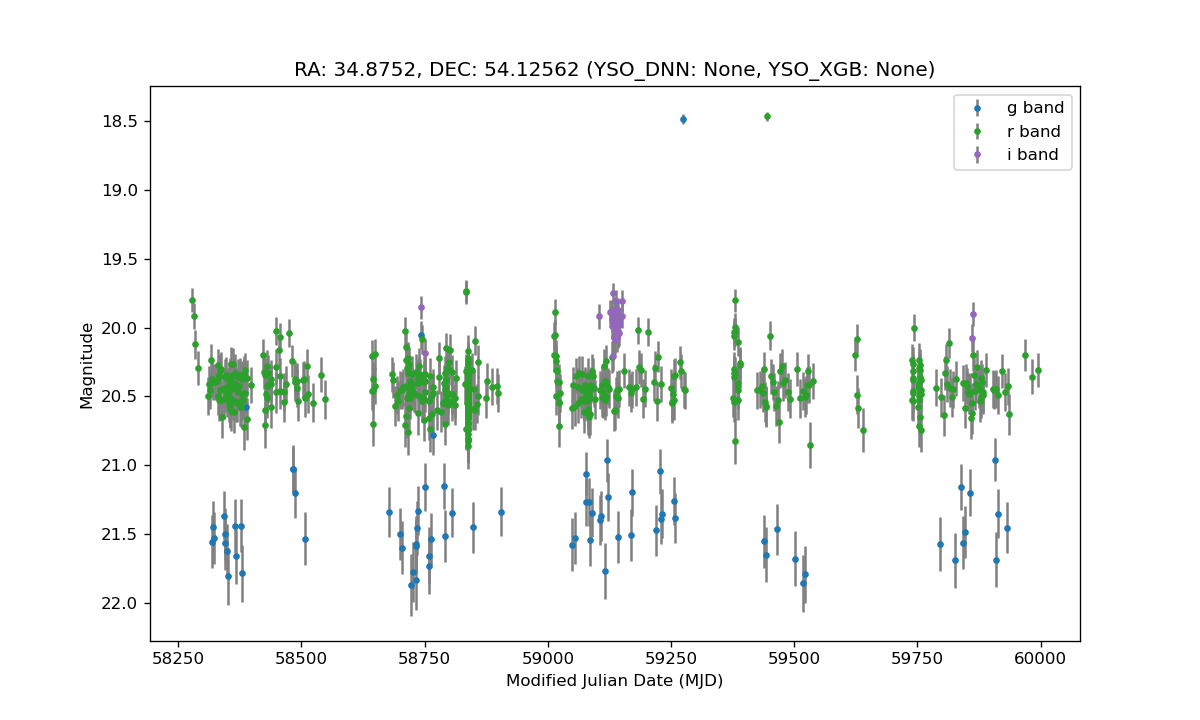 RA: 34.8752, DEC: 54.12562 (YSO_DNN: None, YSO_XGB: None)
g band
r band
i band
18.5
19.0
19.5
20.0
20.5
21.0
21.5
22.0
Magnitude
58250 58500 58750 59000 59250 59500 59750 60000
Modified Julian Date (MJD)